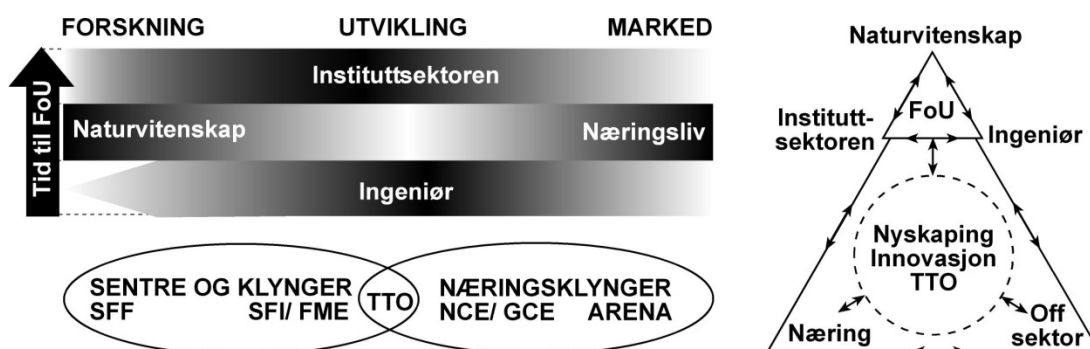 FORSKNING UTVIKLING MARKED
Tid til FoU
Instituttsektoren
Naturvitenskap Næringsliv
Ingeniør
SENTRE OG KLYNGER
SFF SFI/ FME
TTO
NÆRINGSKLYNGER
NCE/ GCE ARENA
Naturvitenskap
FoU
Institutt-
sektoren
Ingeniør
Nyskaping
Innovasjon
TTO
Næring
Off
sektor